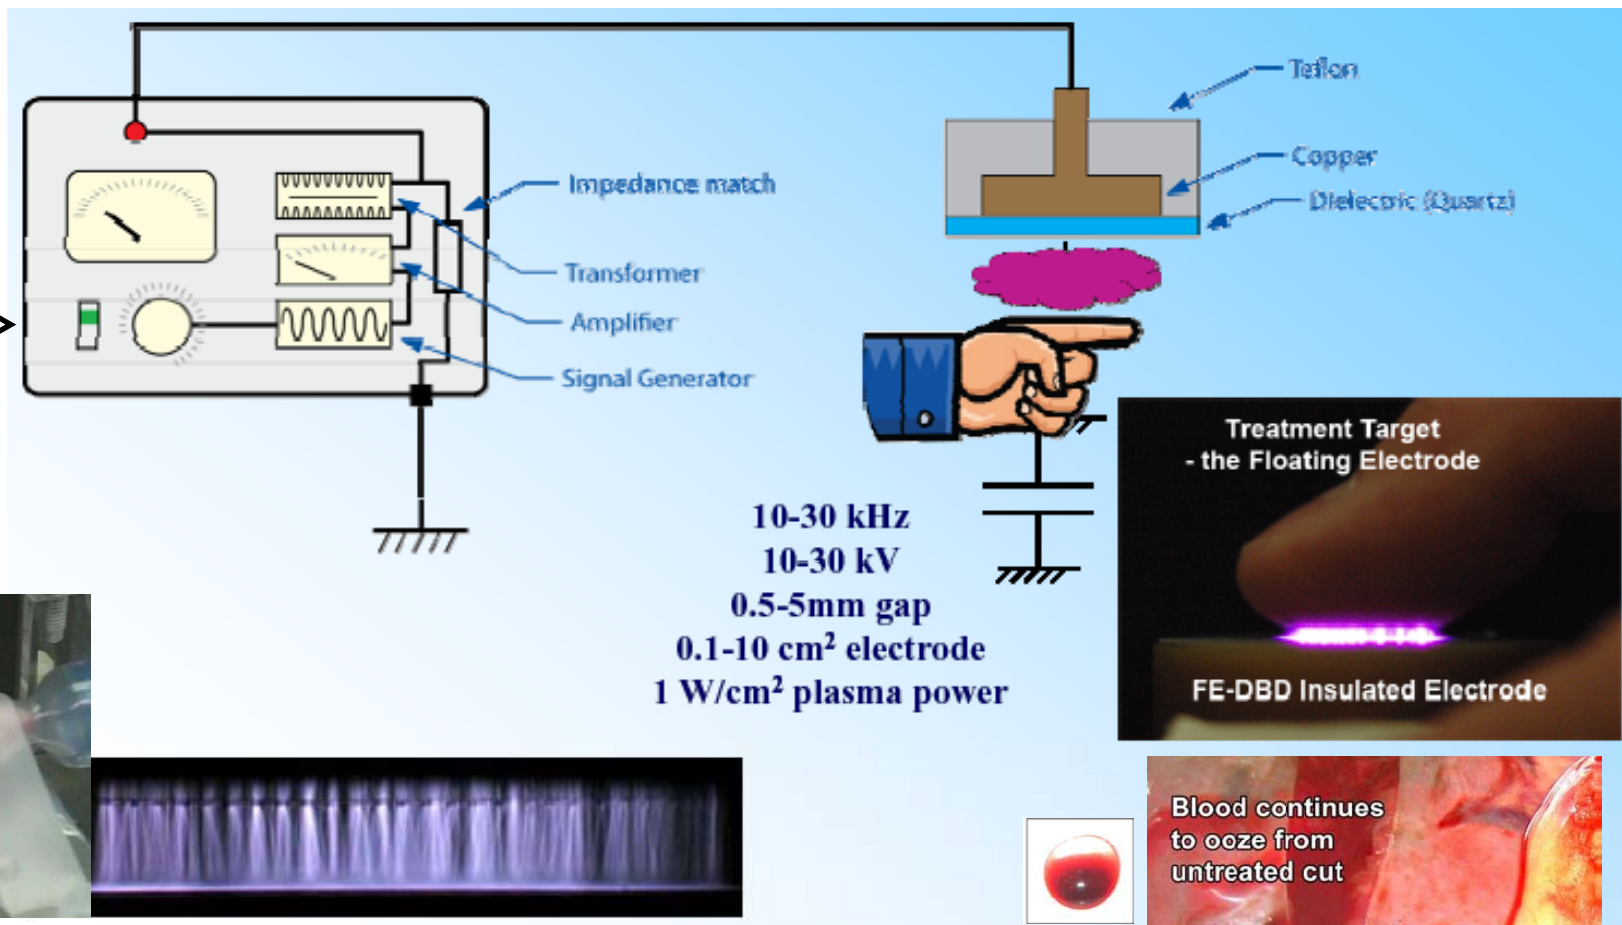 Teflon
Copper
Dielectric (Quartz)
Impedance match
Transformer
Amplifier
Signal Generator
Treatment Target
- the Floating Electrode
10-30 kHz
10-30 kV
0.5-5mm gap
0.1-10 cm² electrode
1 W/cm² plasma power
FE-DBD Insulated Electrode
Blood continues
to ooze from
untreated cut